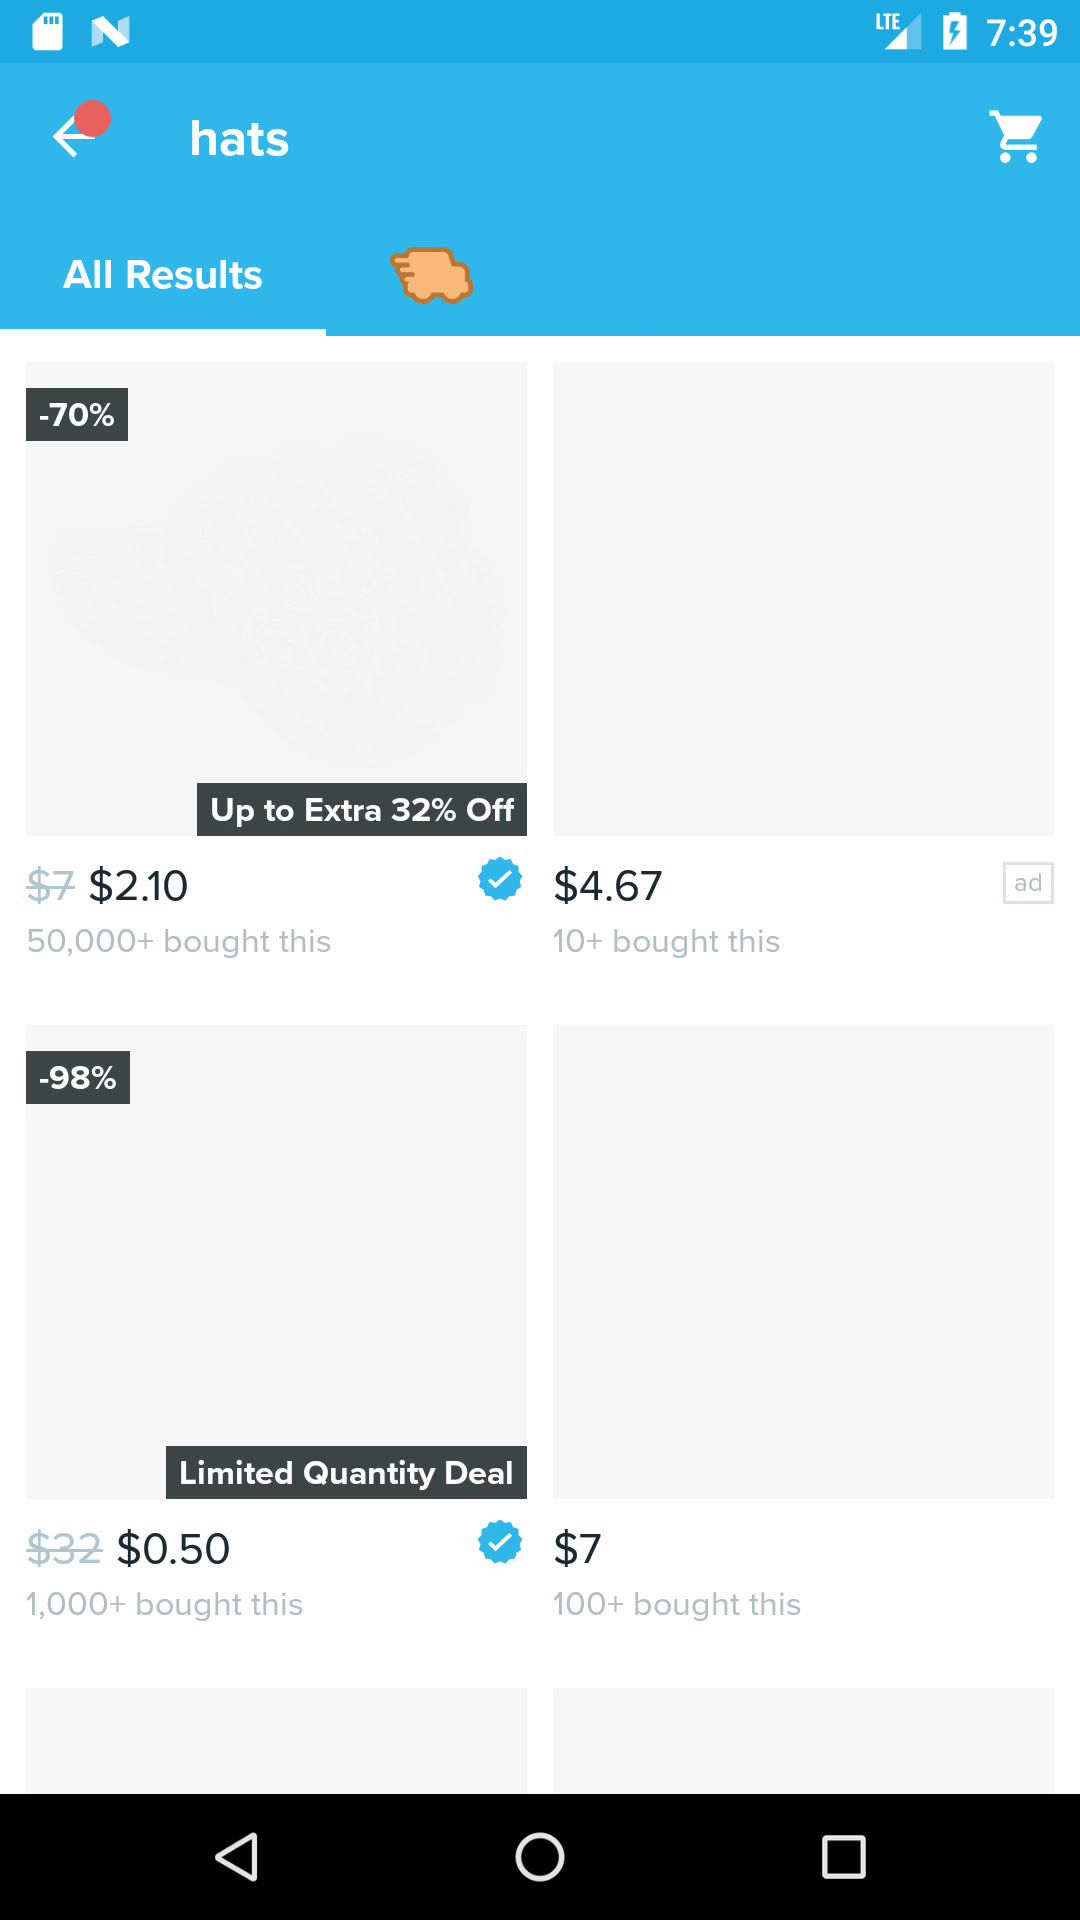 LTE 7:39
hats
All Results
-70%
Up to Extra 32% Off
$7 $2.10
50,000+ bought this
$4.67 ad
10+ bought this
-98%
Limited Quantity Deal
$32 $0.50
1,000+ bought this
$7
100+ bought this